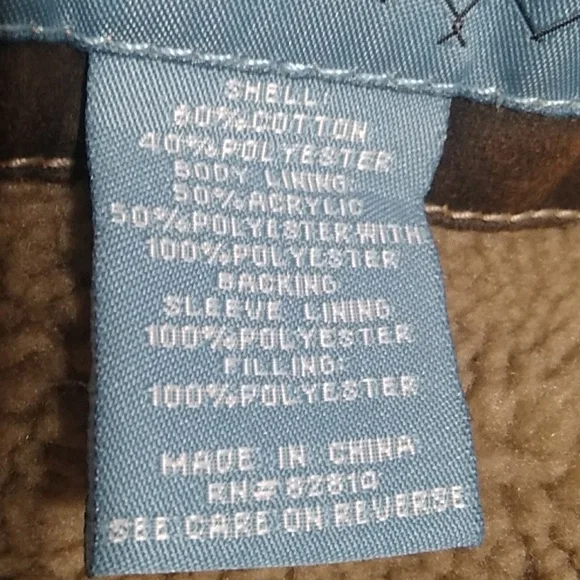 SHELL:
60%COTTON
40%POLYESTER
BODY LINING:
50%ACRYLIC
50%POLYESTER WITH
100%POLYESTER
BACKING
SLEEVE LINING
100%POLYESTER
FILLING:
100%POLYESTER
MADE IN CHINA
RN# 82810
SEE CARE ON REVERSE